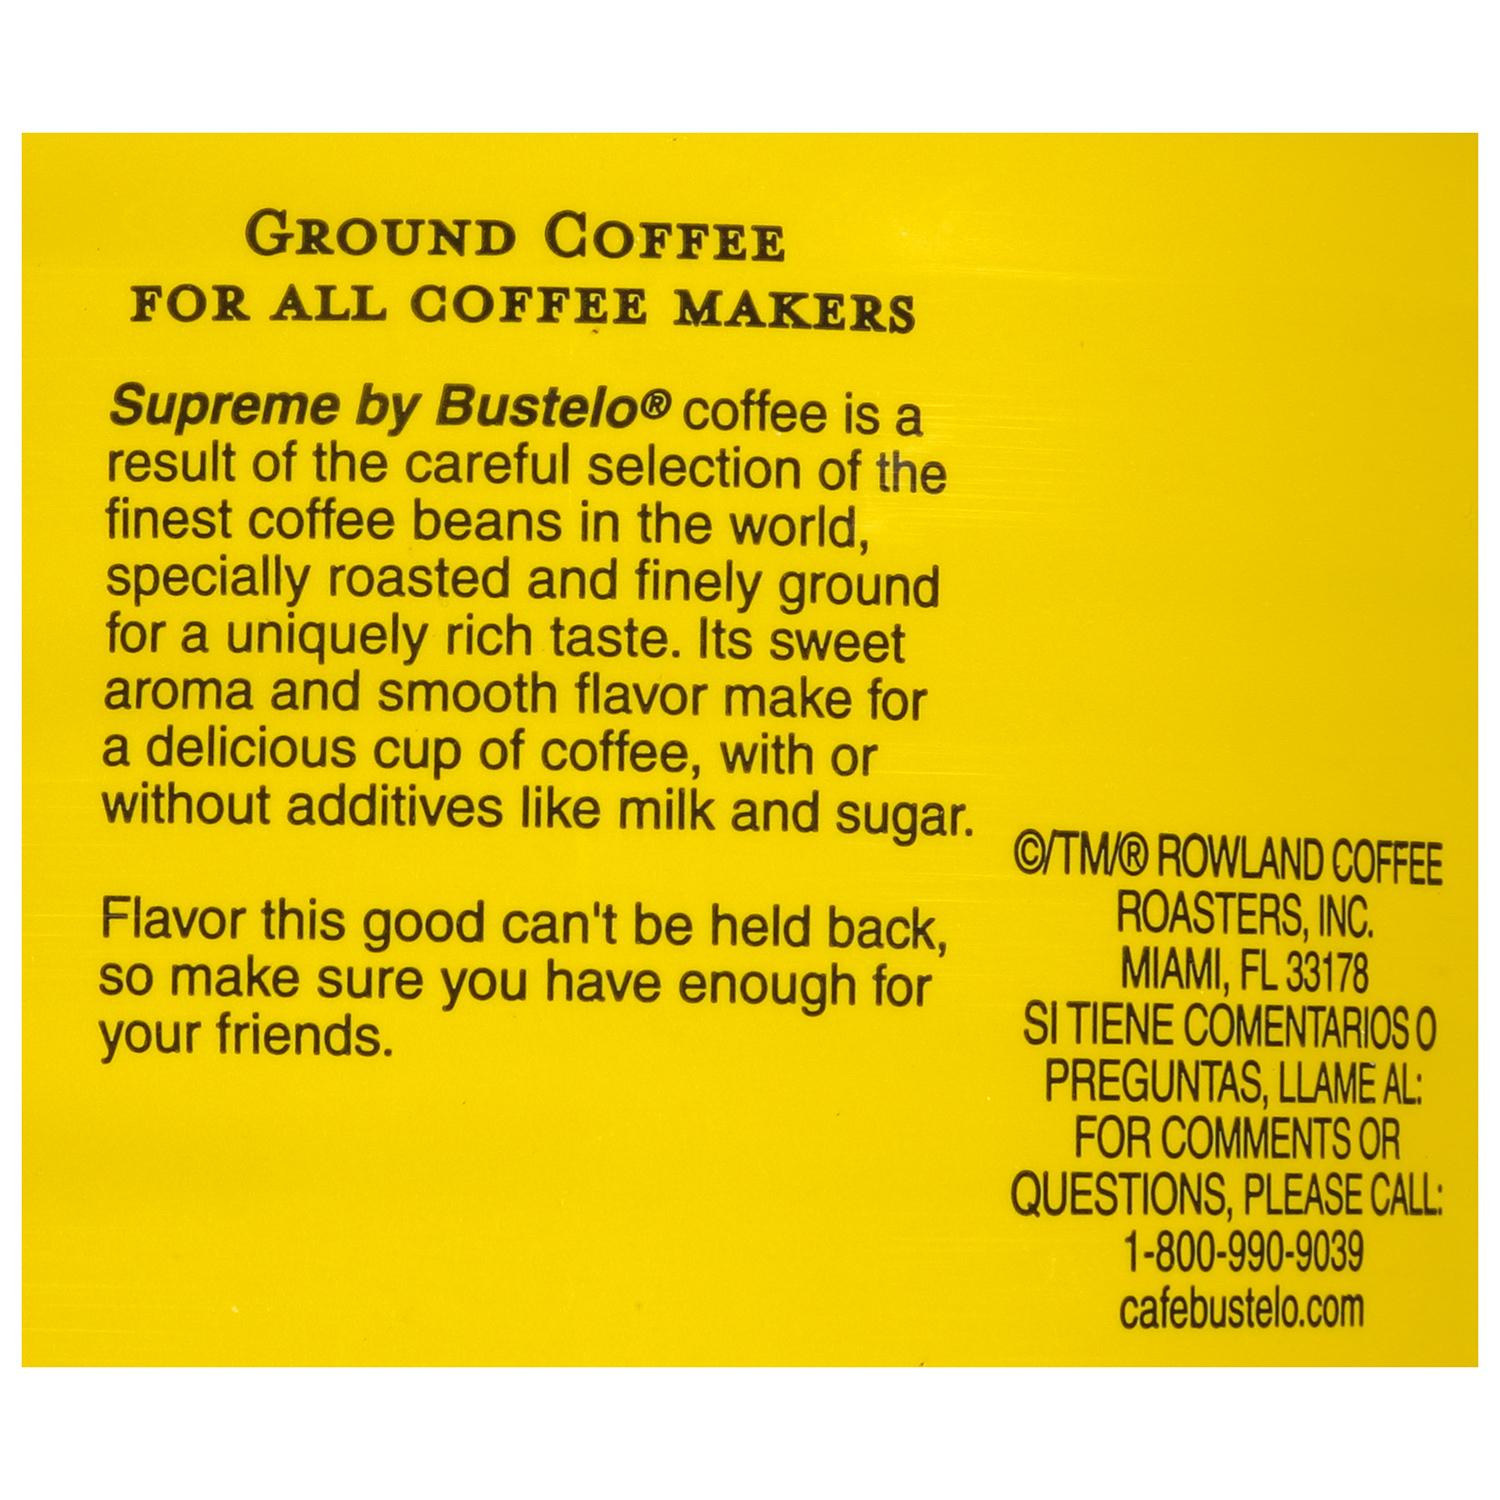 GROUND COFFEE
FOR ALL COFFEE MAKERS
Supreme by Bustelo® coffee is a
result of the careful selection of the
finest coffee beans in the world,
specially roasted and finely ground
for a uniquely rich taste. Its sweet
aroma and smooth flavor make for
a delicious cup of coffee, with or
without additives like milk and sugar.
Flavor this good can't be held back,
so make sure you have enough for
your friends.
©/TM/® ROWLAND COFFEE
ROASTERS, INC.
MIAMI, FL 33178
SI TIENE COMENTARIOS O
PREGUNTAS, LLAME AL:
FOR COMMENTS OR
QUESTIONS, PLEASE CALL:
1-800-990-9039
cafebustelo.com